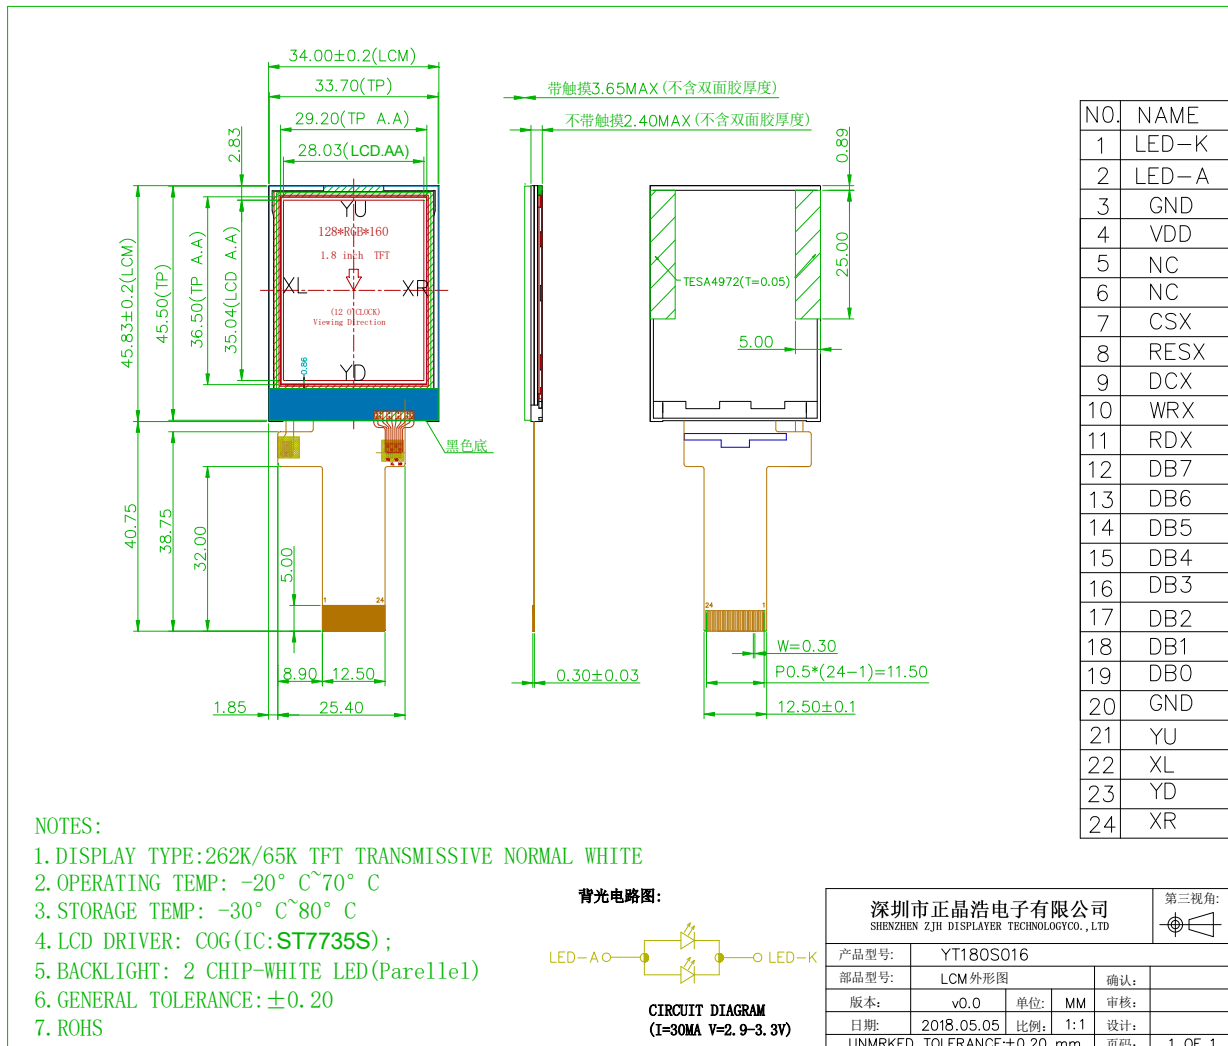 34.00±0.2(LCM)
33.70(TP)
29.20(TP A.A)
28.03(LCD.AA)
2.83
45.83±0.2(LCM)
45.50(TP)
36.50(TP A.A)
35.04(LCD A.A)
YU
128*RGB*160
1.8 inch TFT
XL
XR
(12 O'CLOCK)
Viewing Direction
YD
0.86
黑色底
40.75
38.75
32.00
5.00
1
24
8.90
12.50
1.85
25.40
带触摸3.65MAX(不含双面胶厚度)
不带触摸2.40MAX(不含双面胶厚度)
0.30±0.03
0.89
25.00
TESA4972(T=0.05)
5.00
24
1
W=0.30
P0.5*(24-1)=11.50
12.50±0.1
NO. NAME
1 LED-K
2 LED-A
3 GND
4 VDD
5 NC
6 NC
7 CSX
8 RESX
9 DCX
10 WRX
11 RDX
12 DB7
13 DB6
14 DB5
15 DB4
16 DB3
17 DB2
18 DB1
19 DB0
20 GND
21 YU
22 XL
23 YD
24 XR
NOTES:
1.DISPLAY TYPE:262K/65K TFT TRANSMISSIVE NORMAL WHITE
2.OPERATING TEMP: -20° C~70° C
3.STORAGE TEMP: -30° C~80° C
4.LCD DRIVER: COG(IC:ST7735S);
5.BACKLIGHT: 2 CHIP-WHITE LED(Parellel)
6.GENERAL TOLERANCE:±0.20
7.ROHS
背光电路图:
LED-A
LED-K
CIRCUIT DIAGRAM
(I=30MA V=2.9-3.3V)
深圳市正晶浩电子有限公司
SHENZHEN ZJH DISPLAYER TECHNOLOGYCO.,LTD
第三视角:
产品型号: YT180S016
部品型号: LCM外形图 确认:
版本: v0.0 单位: MM 审核:
日期: 2018.05.05 比例: 1:1 设计:
UNMRKED TOLERANCE:±0.20 mm 页码: 1 OF 1